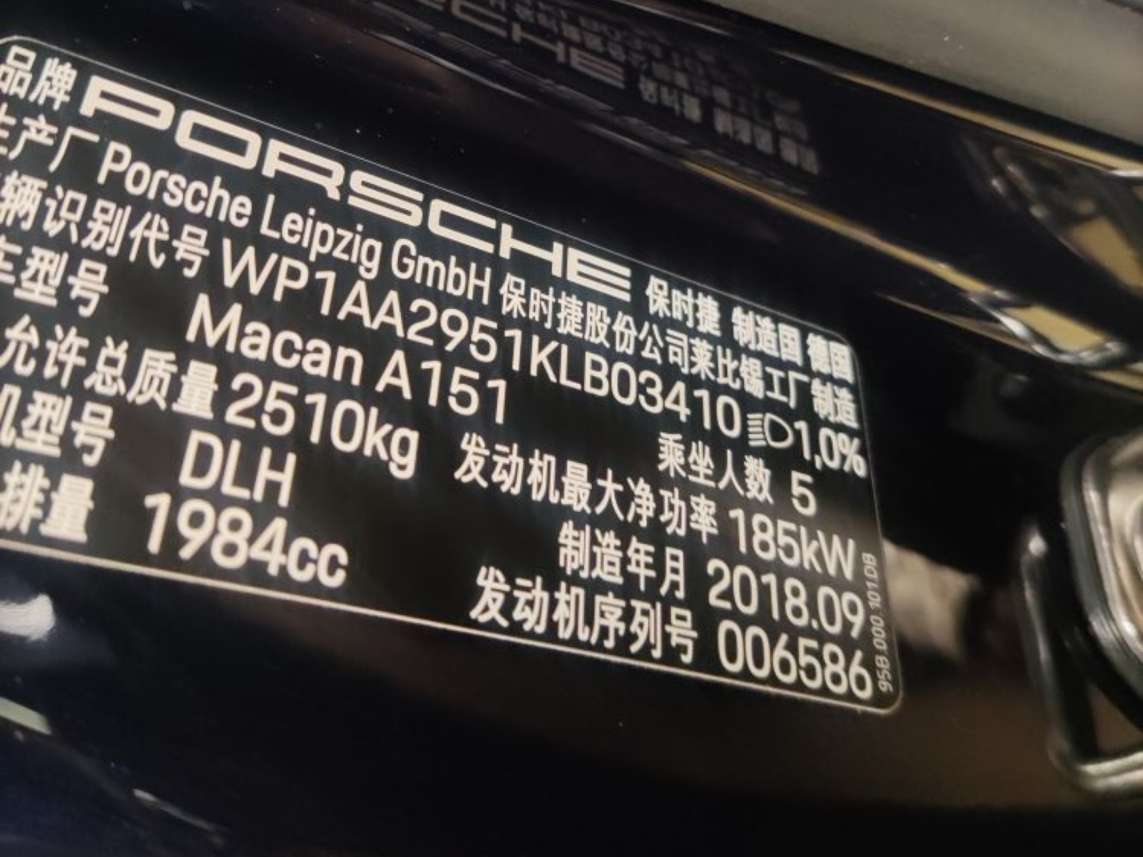 品牌 PORSCHE 保时捷 制造国 德国
生产厂 Porsche Leipzig GmbH 保时捷股份公司莱比锡工厂制造
辆识别代号 WP1AA2951KLB03410 1,0%
车型号 Macan A151 乘坐人数 5
允许总质量 2510kg 发动机最大净功率 185kW
机型号 DLH 制造年月 2018.09
排量 1984cc 发动机序列号 006586
95B.000.101.DB